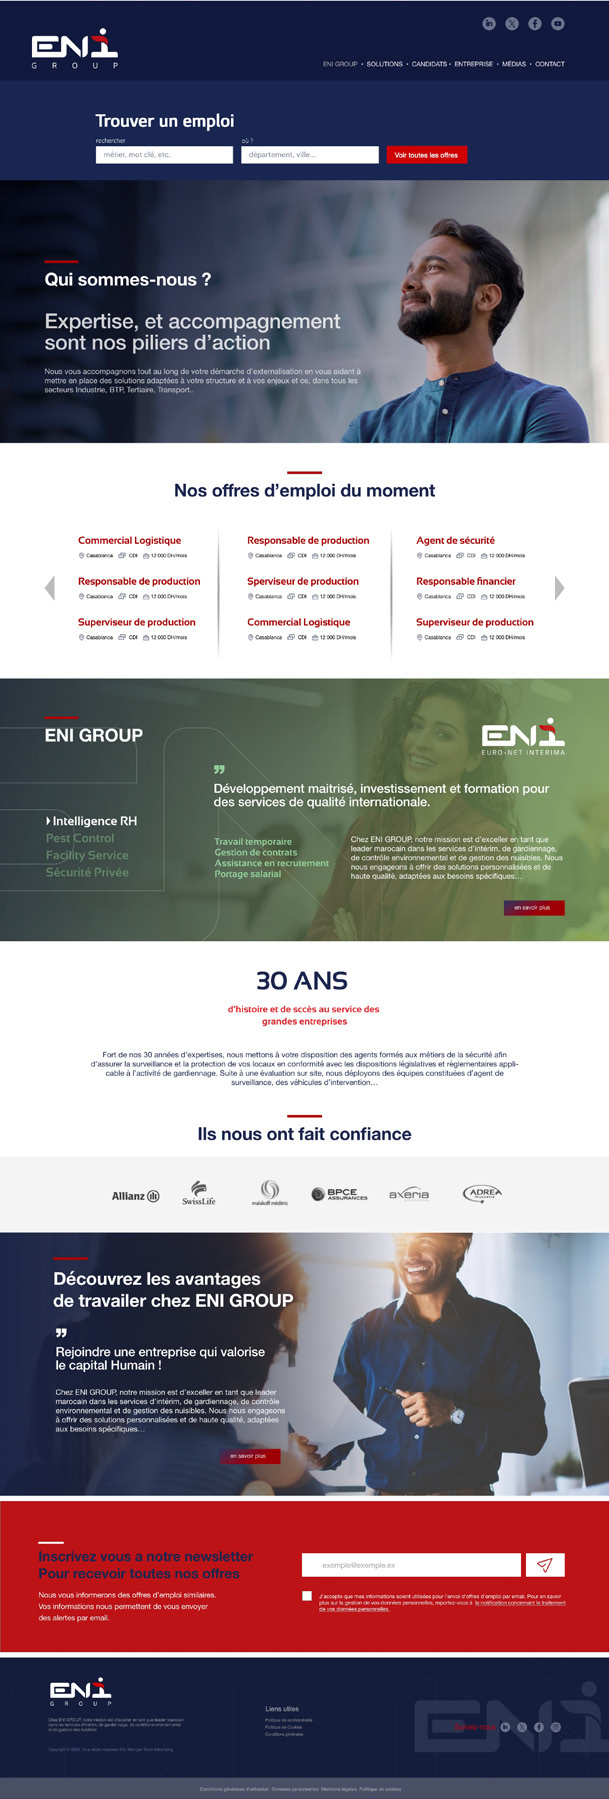 ENI
GROUP
ENI GROUP • SOLUTIONS • CANDIDATS • ENTREPRISE • MÉDIAS • CONTACT
Trouver un emploi
rechercher
où ?
métier, mot clé, etc.
département, ville...
Voir toutes les offres
Qui sommes-nous ?
Expertise, et accompagnement
sont nos piliers d'action
Nous vous accompagnons tout au long de votre démarche d'externalisation en vous aidant à
mettre en place des solutions adaptées à votre structure et à vos enjeux et ce, dans tous les
secteurs Industrie, BTP, Tertiaire, Transport..
Nos offres d'emploi du moment
Commercial Logistique
Casablanca CDI 12 000 DH/mois
Responsable de production
Casablanca CDI 12 000 DH/mois
Superviseur de production
Casablanca CDI 12 000 DH/mois
Responsable de production
Casablanca CDI 12 000 DH/mois
Sperviseur de production
Casablanca CDI 12 000 DH/mois
Commercial Logistique
Casablanca CDI 12 000 DH/mois
Agent de sécurité
Casablanca CDI 12 000 DH/mois
Responsable financier
Casablanca CDI 12 000 DH/mois
Superviseur de production
Casablanca CDI 12 000 DH/mois
ENI GROUP
ENI
EURO-NET INTERIMA
Intelligence RH
Pest Control
Facility Service
Sécurité Privée
Développement maitrisé, investissement et formation pour
des services de qualité internationale.
Travail temporaire
Gestion de contrats
Assistance en recrutement
Portage salarial
Chez ENI GROUP, notre mission est d'exceller en tant que
leader marocain dans les services d'intérim, de gardiennage,
de contrôle environnemental et de gestion des nuisibles. Nous
nous engageons à offrir des solutions personnalisées et de
haute qualité, adaptées aux besoins spécifiques...
en savoir plus
30 ANS
d'histoire et de sccès au service des
grandes entreprises
Fort de nos 30 années d'expertises, nous mettons à votre disposition des agents formés aux métiers de la sécurité afin
d'assurer la surveillance et la protection de vos locaux en conformité avec les dispositions législatives et règlementaires appli-
cable à l'activité de gardiennage. Suite à une évaluation sur site, nous déployons des équipes constituées d'agent de
surveillance, des véhicules d'intervention...
Ils nous ont fait confiance
Allianz
SwissLife
malakoff médéric
BPCE
ASSURANCES
axeria
ADREA
Découvrez les avantages
de travailer chez ENI GROUP
Rejoindre une entreprise qui valorise
le capital Humain !
Chez ENI GROUP, notre mission est d'exceller en tant que leader
marocain dans les services d'intérim, de gardiennage, de contrôle
environnemental et de gestion des nuisibles. Nous nous engageons
à offrir des solutions personnalisées et de haute qualité, adaptées
aux besoins spécifiques...
en savoir plus
Inscrivez vous a notre newsletter
Pour recevoir toutes nos offres
Nous vous informerons des offres d'emploi similaires.
Vos informations nous permettent de vous envoyer
des alertes par email.
exemple@exemple.ex
J'accepte que mes informations soient utilisées pour l'envoi d'offres d'emploi par email. Pour en savoir
plus sur la gestion de vos données personnelles, reportez-vous à la notification concernant le traitement
de vos données personnelles.
ENI
GROUP
Chez ENI GROUP, notre mission est d'exceller en tant que leader marocain
dans les services d'intérim, de gardiennage, de contrôle environnemental
et de gestion des nuisibles
Liens utiles
Politique de confidentialité
Politique de Cookies
Conditions générales
Suivez-nous
Conditions générales d'utilisation Données personnelles Mentions légales Politique de cookies